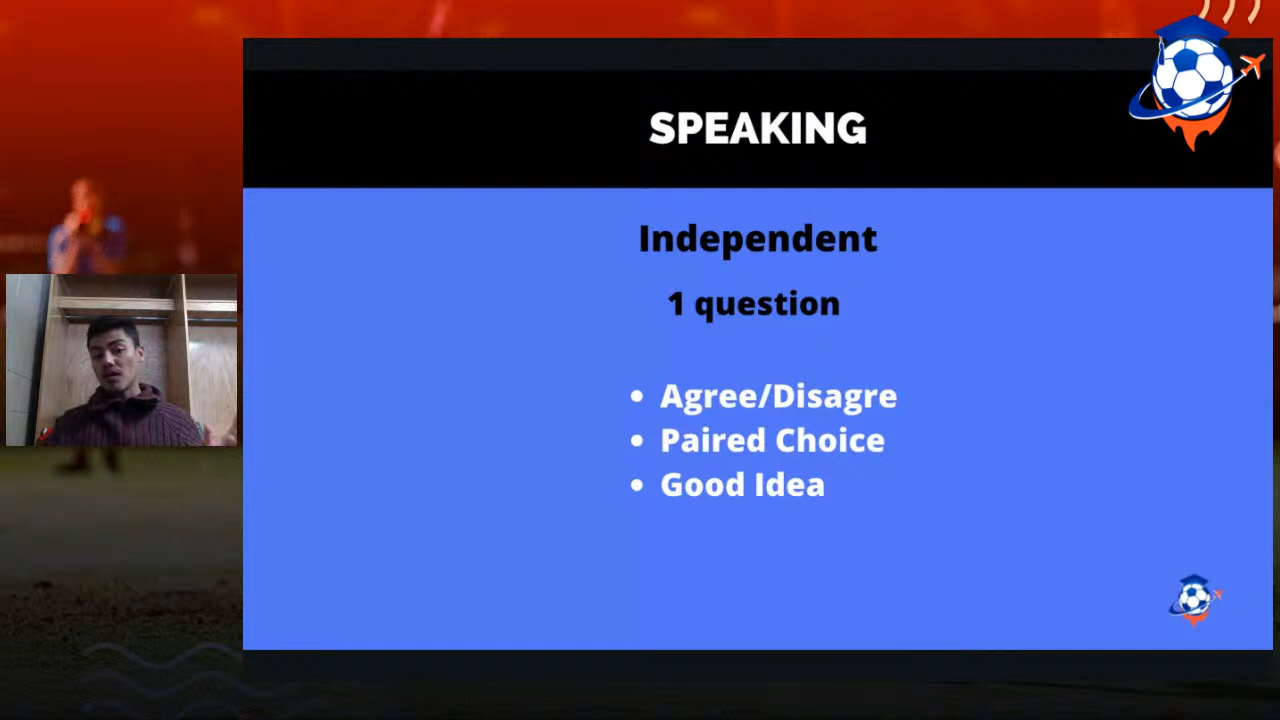 SPEAKING
Independent
1 question
• Agree/Disagre
• Paired Choice
• Good Idea